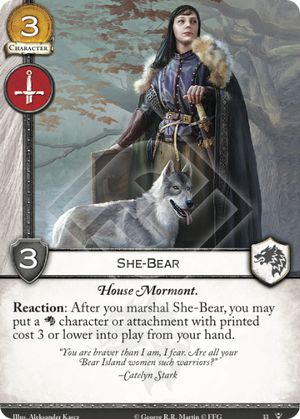 3
CHARACTER
3
SHE-BEAR
House Mormont.
Reaction: After you marshal She-Bear, you may
put a character or attachment with printed
cost 3 or lower into play from your hand.
"You are braver than I am, I fear. Are all your
Bear Island women such warriors?"
–Catelyn Stark
Illus. Aleksander Karcz © George R.R. Martin © FFG 11